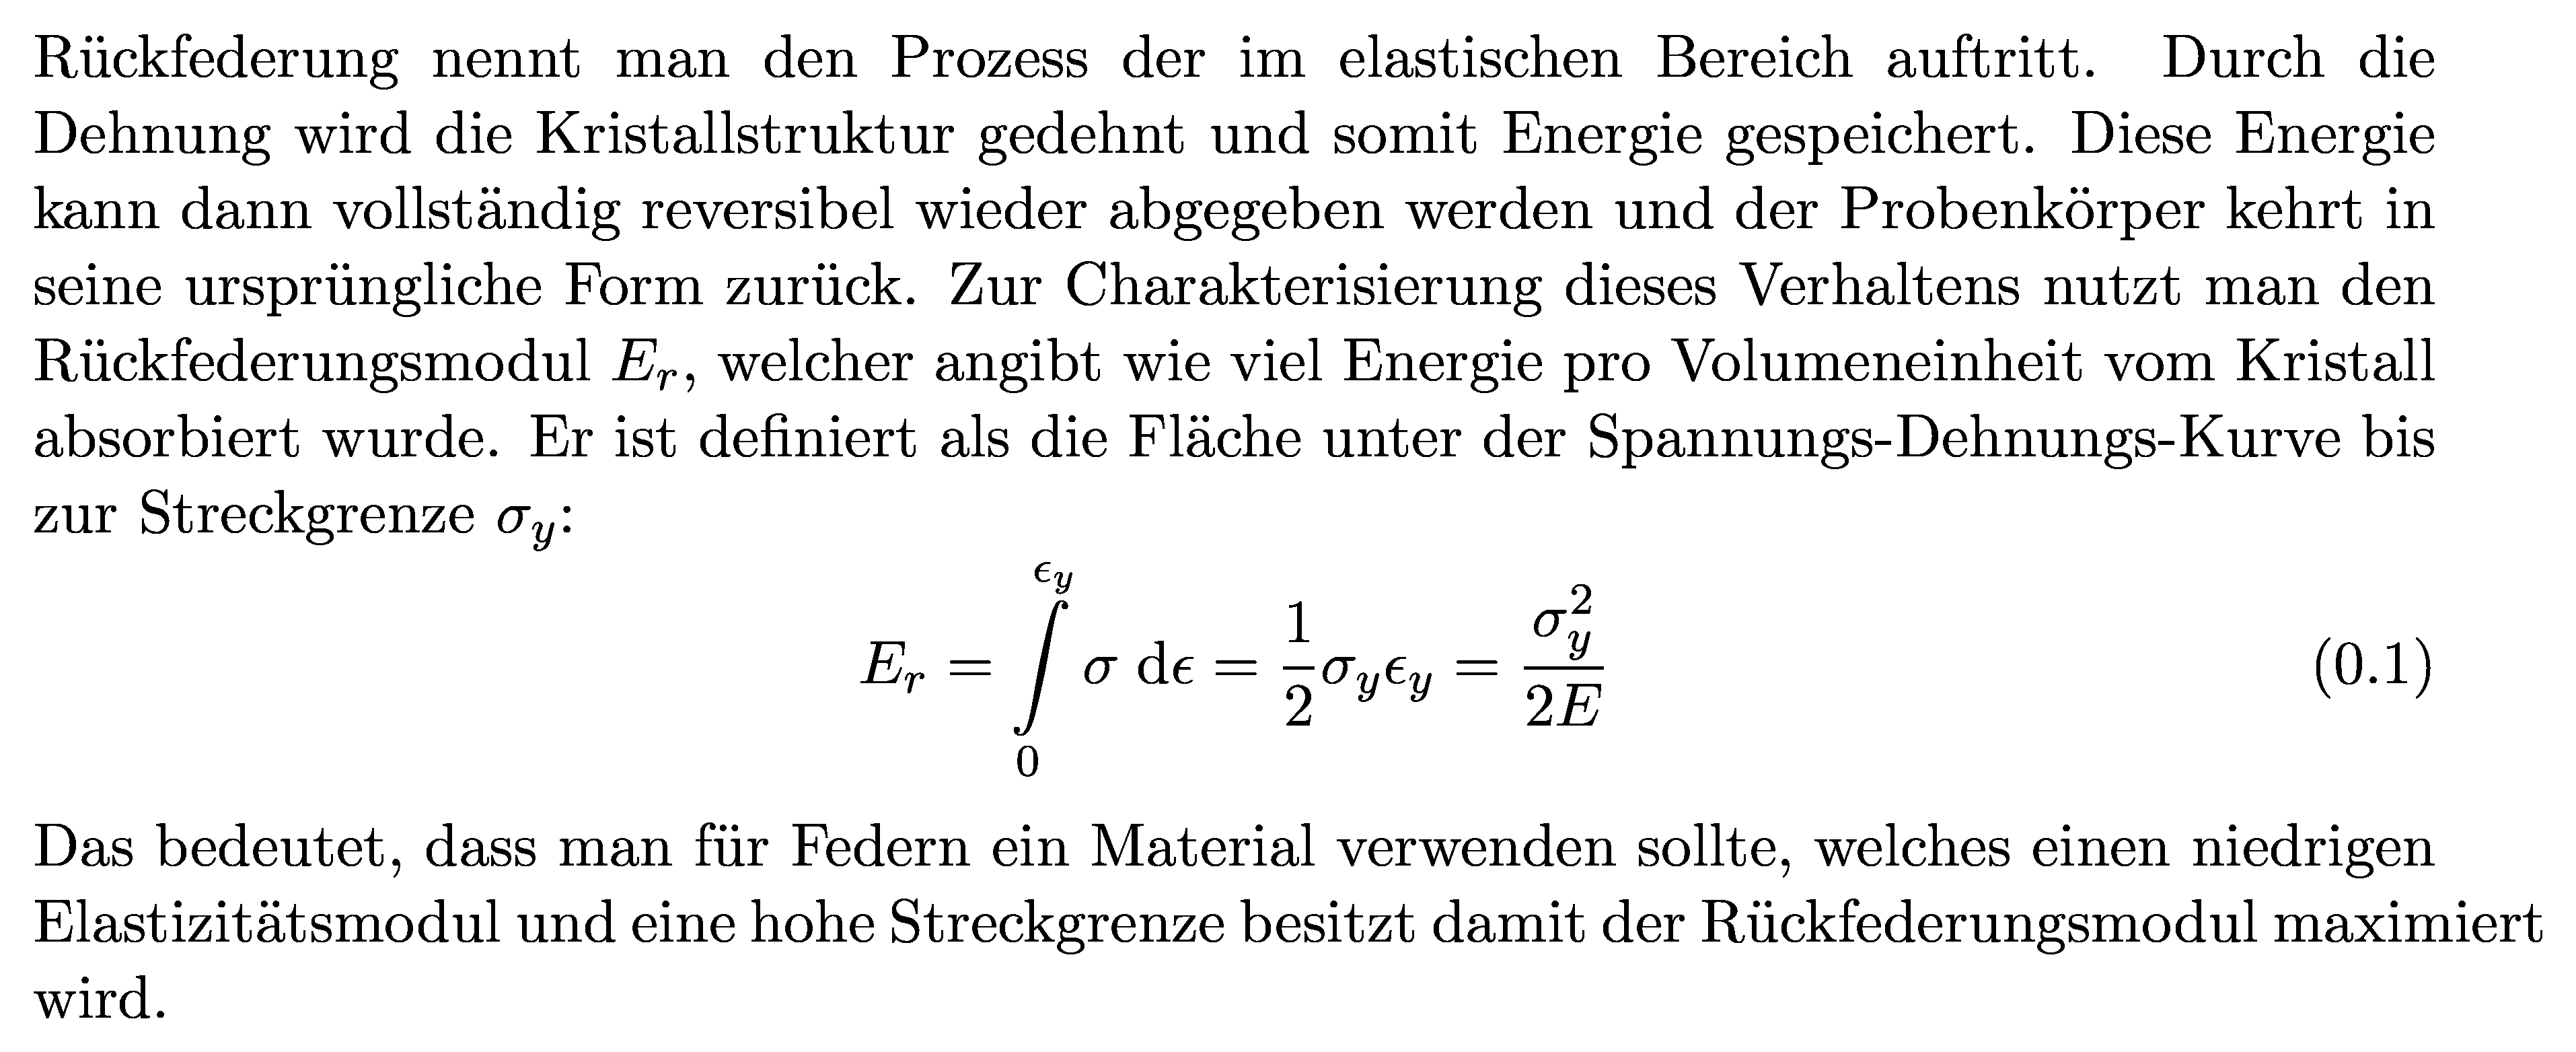 Rückfederung nennt man den Prozess der im elastischen Bereich auftritt. Durch die
Dehnung wird die Kristallstruktur gedehnt und somit Energie gespeichert. Diese Energie
kann dann vollständig reversibel wieder abgegeben werden und der Probenkörper kehrt in
seine ursprüngliche Form zurück. Zur Charakterisierung dieses Verhaltens nutzt man den
Rückfederungsmodul $E_r$, welcher angibt wie viel Energie pro Volumeneinheit vom Kristall
absorbiert wurde. Er ist definiert als die Fläche unter der Spannungs-Dehnungs-Kurve bis
zur Streckgrenze $\sigma_y$:
$E_r = \int\limits_0^{\epsilon_y} \sigma \, \mathrm{d}\epsilon = \frac{1}{2}\sigma_y\epsilon_y = \frac{\sigma_y^2}{2E}$ (0.1)
Das bedeutet, dass man für Federn ein Material verwenden sollte, welches einen niedrigen
Elastizitätsmodul und eine hohe Streckgrenze besitzt damit der Rückfederungsmodul maximiert
wird.